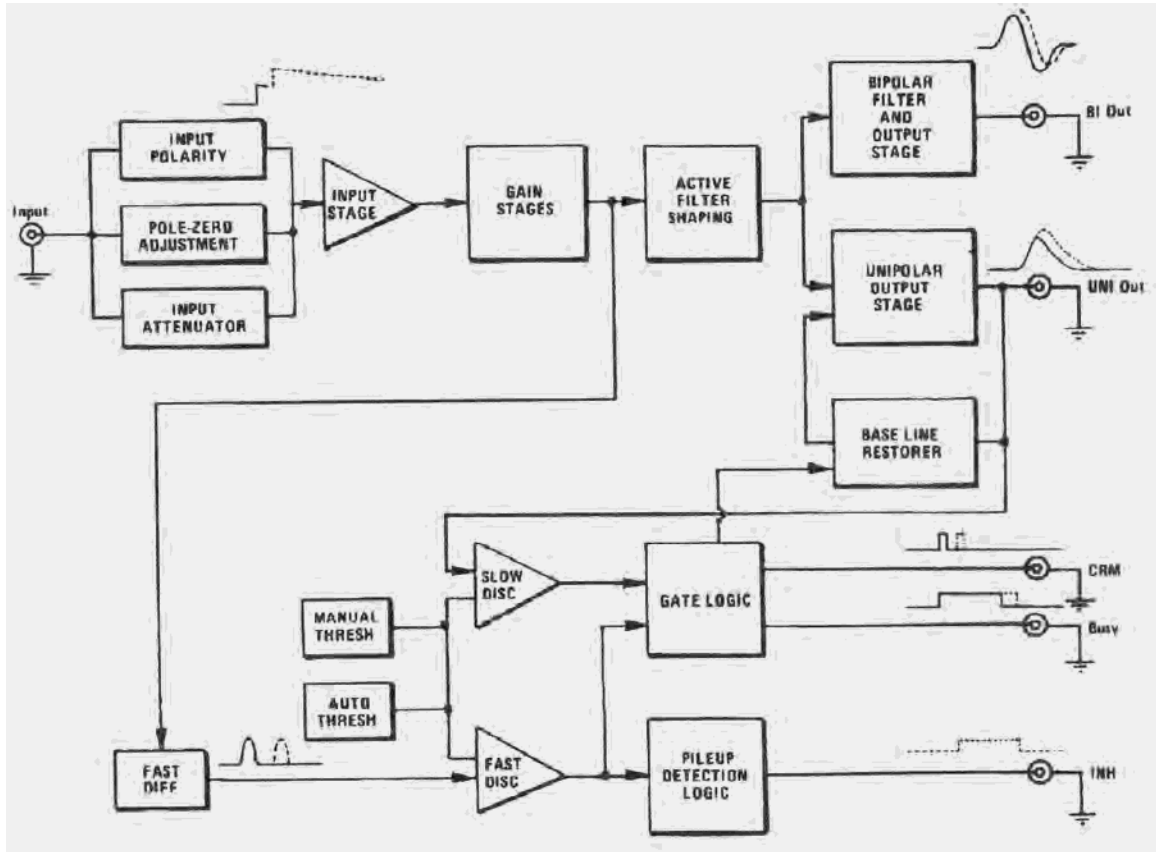 BIPOLAR
FILTER
AND
OUTPUT
STAGE
BI Out
INPUT
POLARITY
INPUT
STAGE
GAIN
STAGES
ACTIVE
FILTER
SHAPING
Input
POLE-ZERO
ADJUSTMENT
UNIPOLAR
OUTPUT
STAGE
UNI Out
INPUT
ATTENUATOR
BASE LINE
RESTORER
SLOW
DISC
GATE LOGIC
CRM
MANUAL
THRESH
Busy
AUTO
THRESH
FAST
DIFF
FAST
DISC
PILEUP
DETECTION
LOGIC
INH